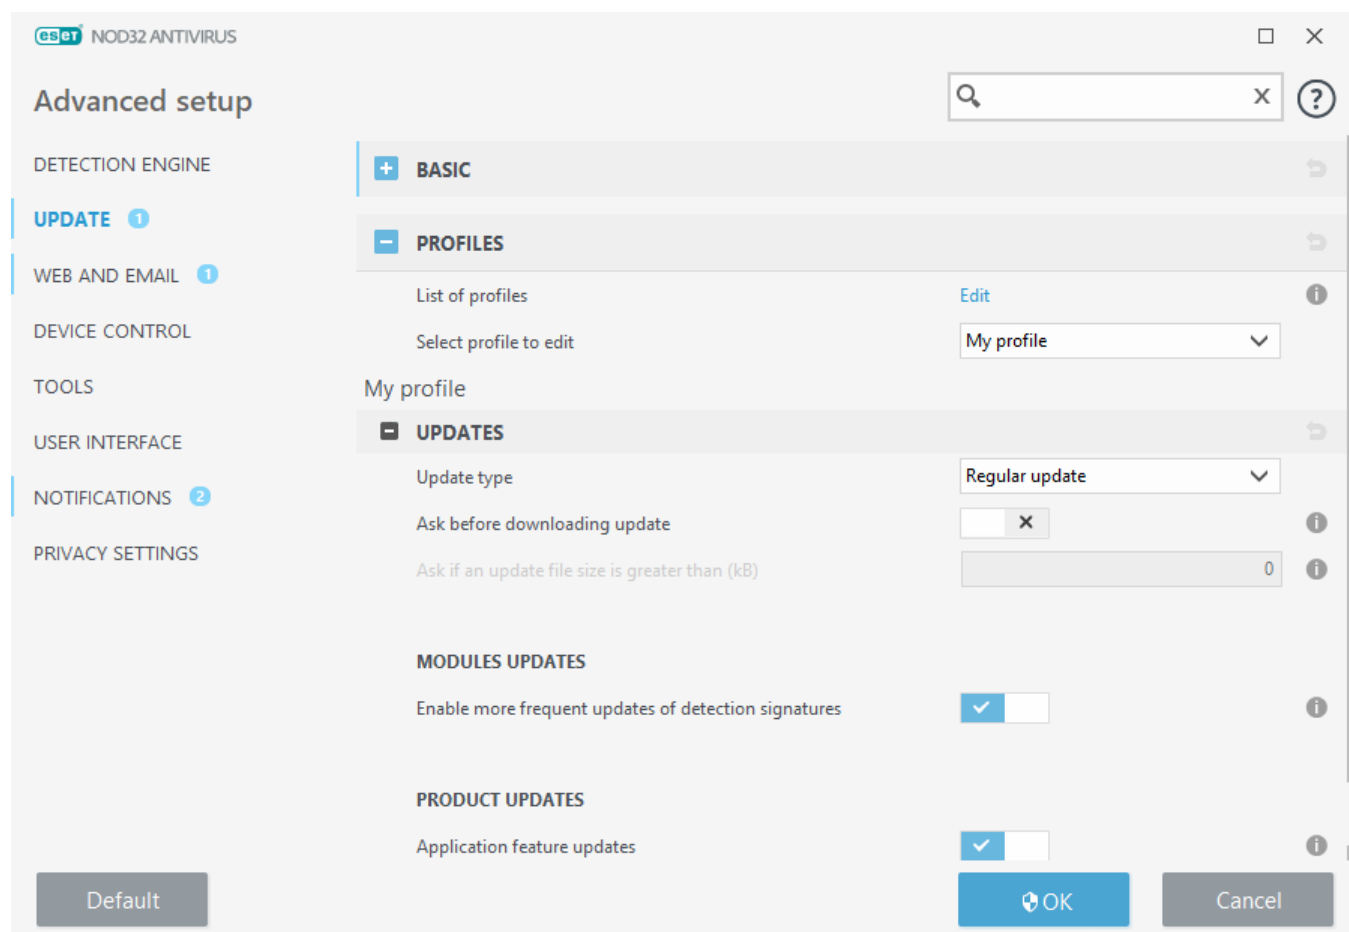 eset NOD32 ANTIVIRUS
Advanced setup
x
?
DETECTION ENGINE
UPDATE 1
WEB AND EMAIL 1
DEVICE CONTROL
TOOLS
USER INTERFACE
NOTIFICATIONS 2
PRIVACY SETTINGS
BASIC
PROFILES
List of profiles Edit
Select profile to edit My profile
My profile
UPDATES
Update type Regular update
Ask before downloading update
Ask if an update file size is greater than (kB) 0
MODULES UPDATES
Enable more frequent updates of detection signatures
PRODUCT UPDATES
Application feature updates
Default OK Cancel